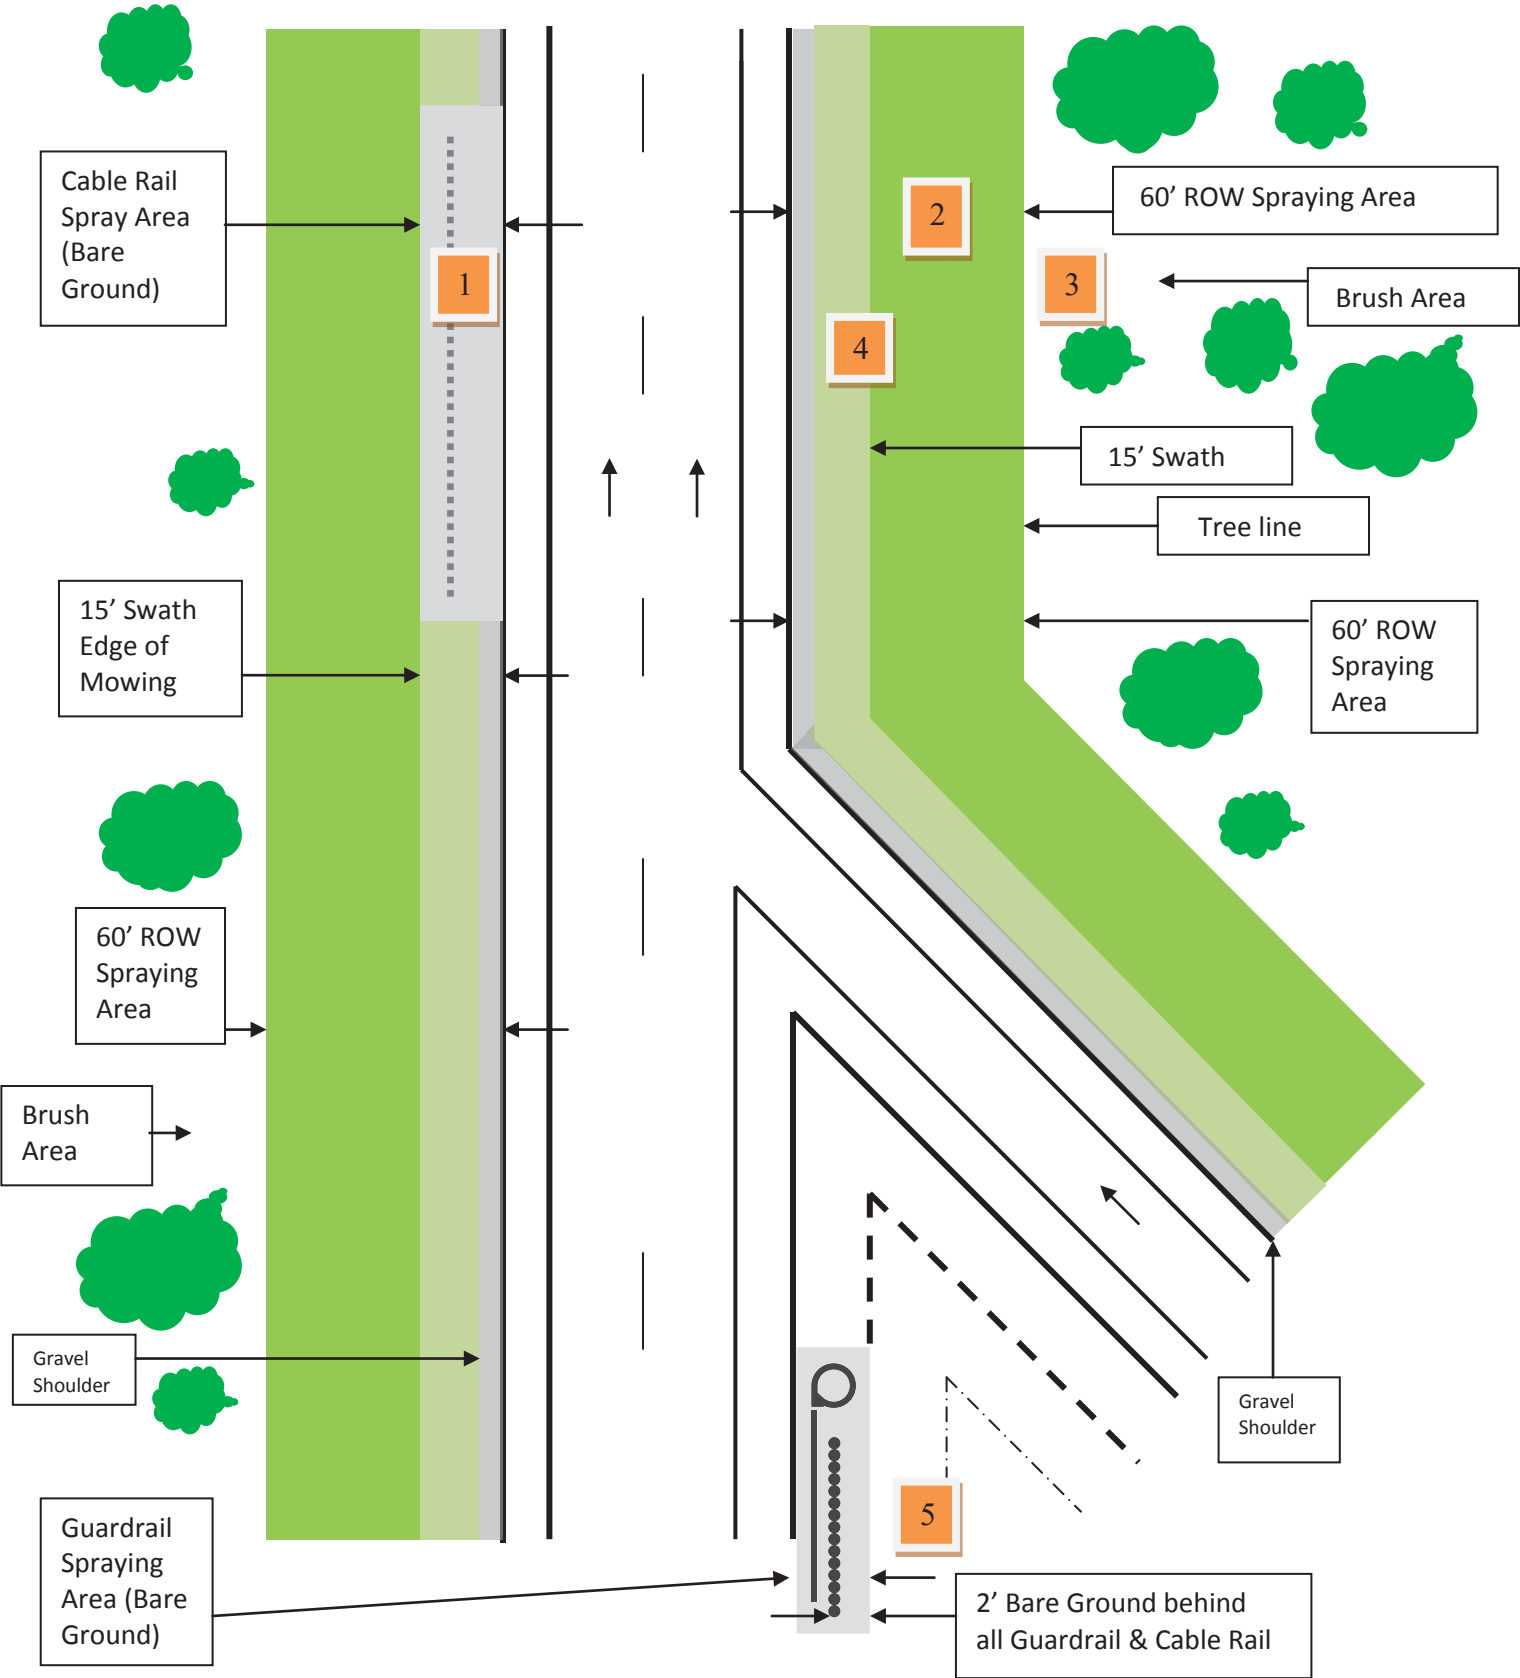 Cable Rail
Spray Area
(Bare
Ground)
1
2
60’ ROW Spraying Area
3
Brush Area
4
15’ Swath
Tree line
15’ Swath
Edge of
Mowing
60’ ROW
Spraying
Area
60’ ROW
Spraying
Area
Brush
Area
Gravel
Shoulder
Gravel
Shoulder
Guardrail
Spraying
Area (Bare
Ground)
5
2’ Bare Ground behind
all Guardrail & Cable Rail